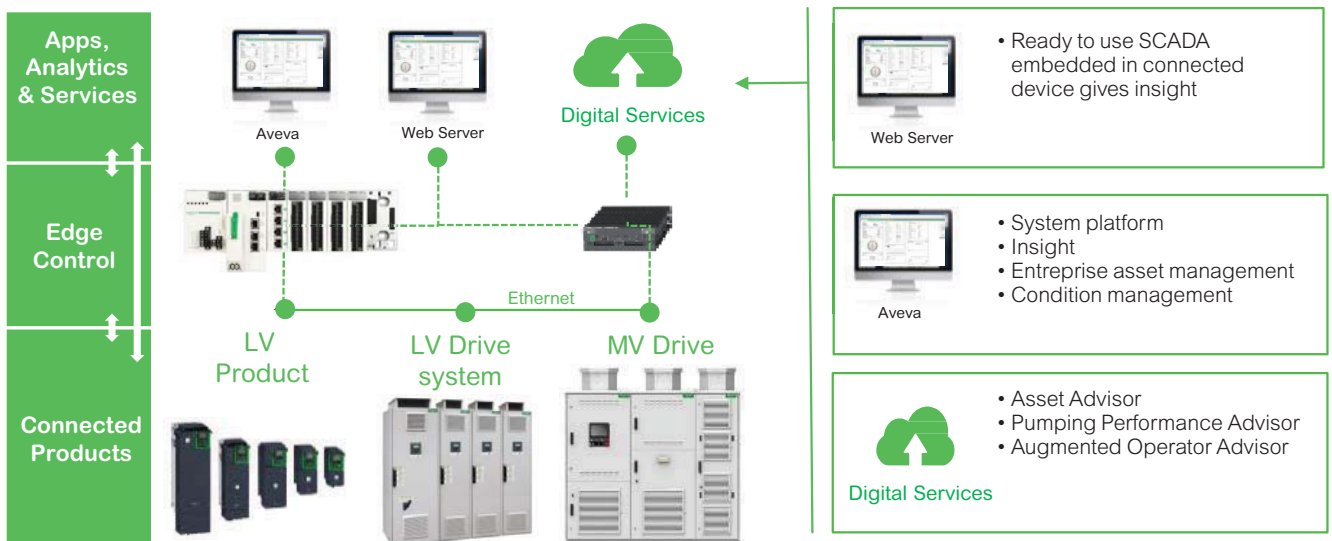 Apps,
Analytics
& Services
Edge
Control
Connected
Products
Aveva
Web Server
Digital Services
Ethernet
LV
Product
LV Drive
system
MV Drive
Web Server
• Ready to use SCADA
embedded in connected
device gives insight
Aveva
• System platform
• Insight
• Entreprise asset management
• Condition management
Digital Services
• Asset Advisor
• Pumping Performance Advisor
• Augmented Operator Advisor